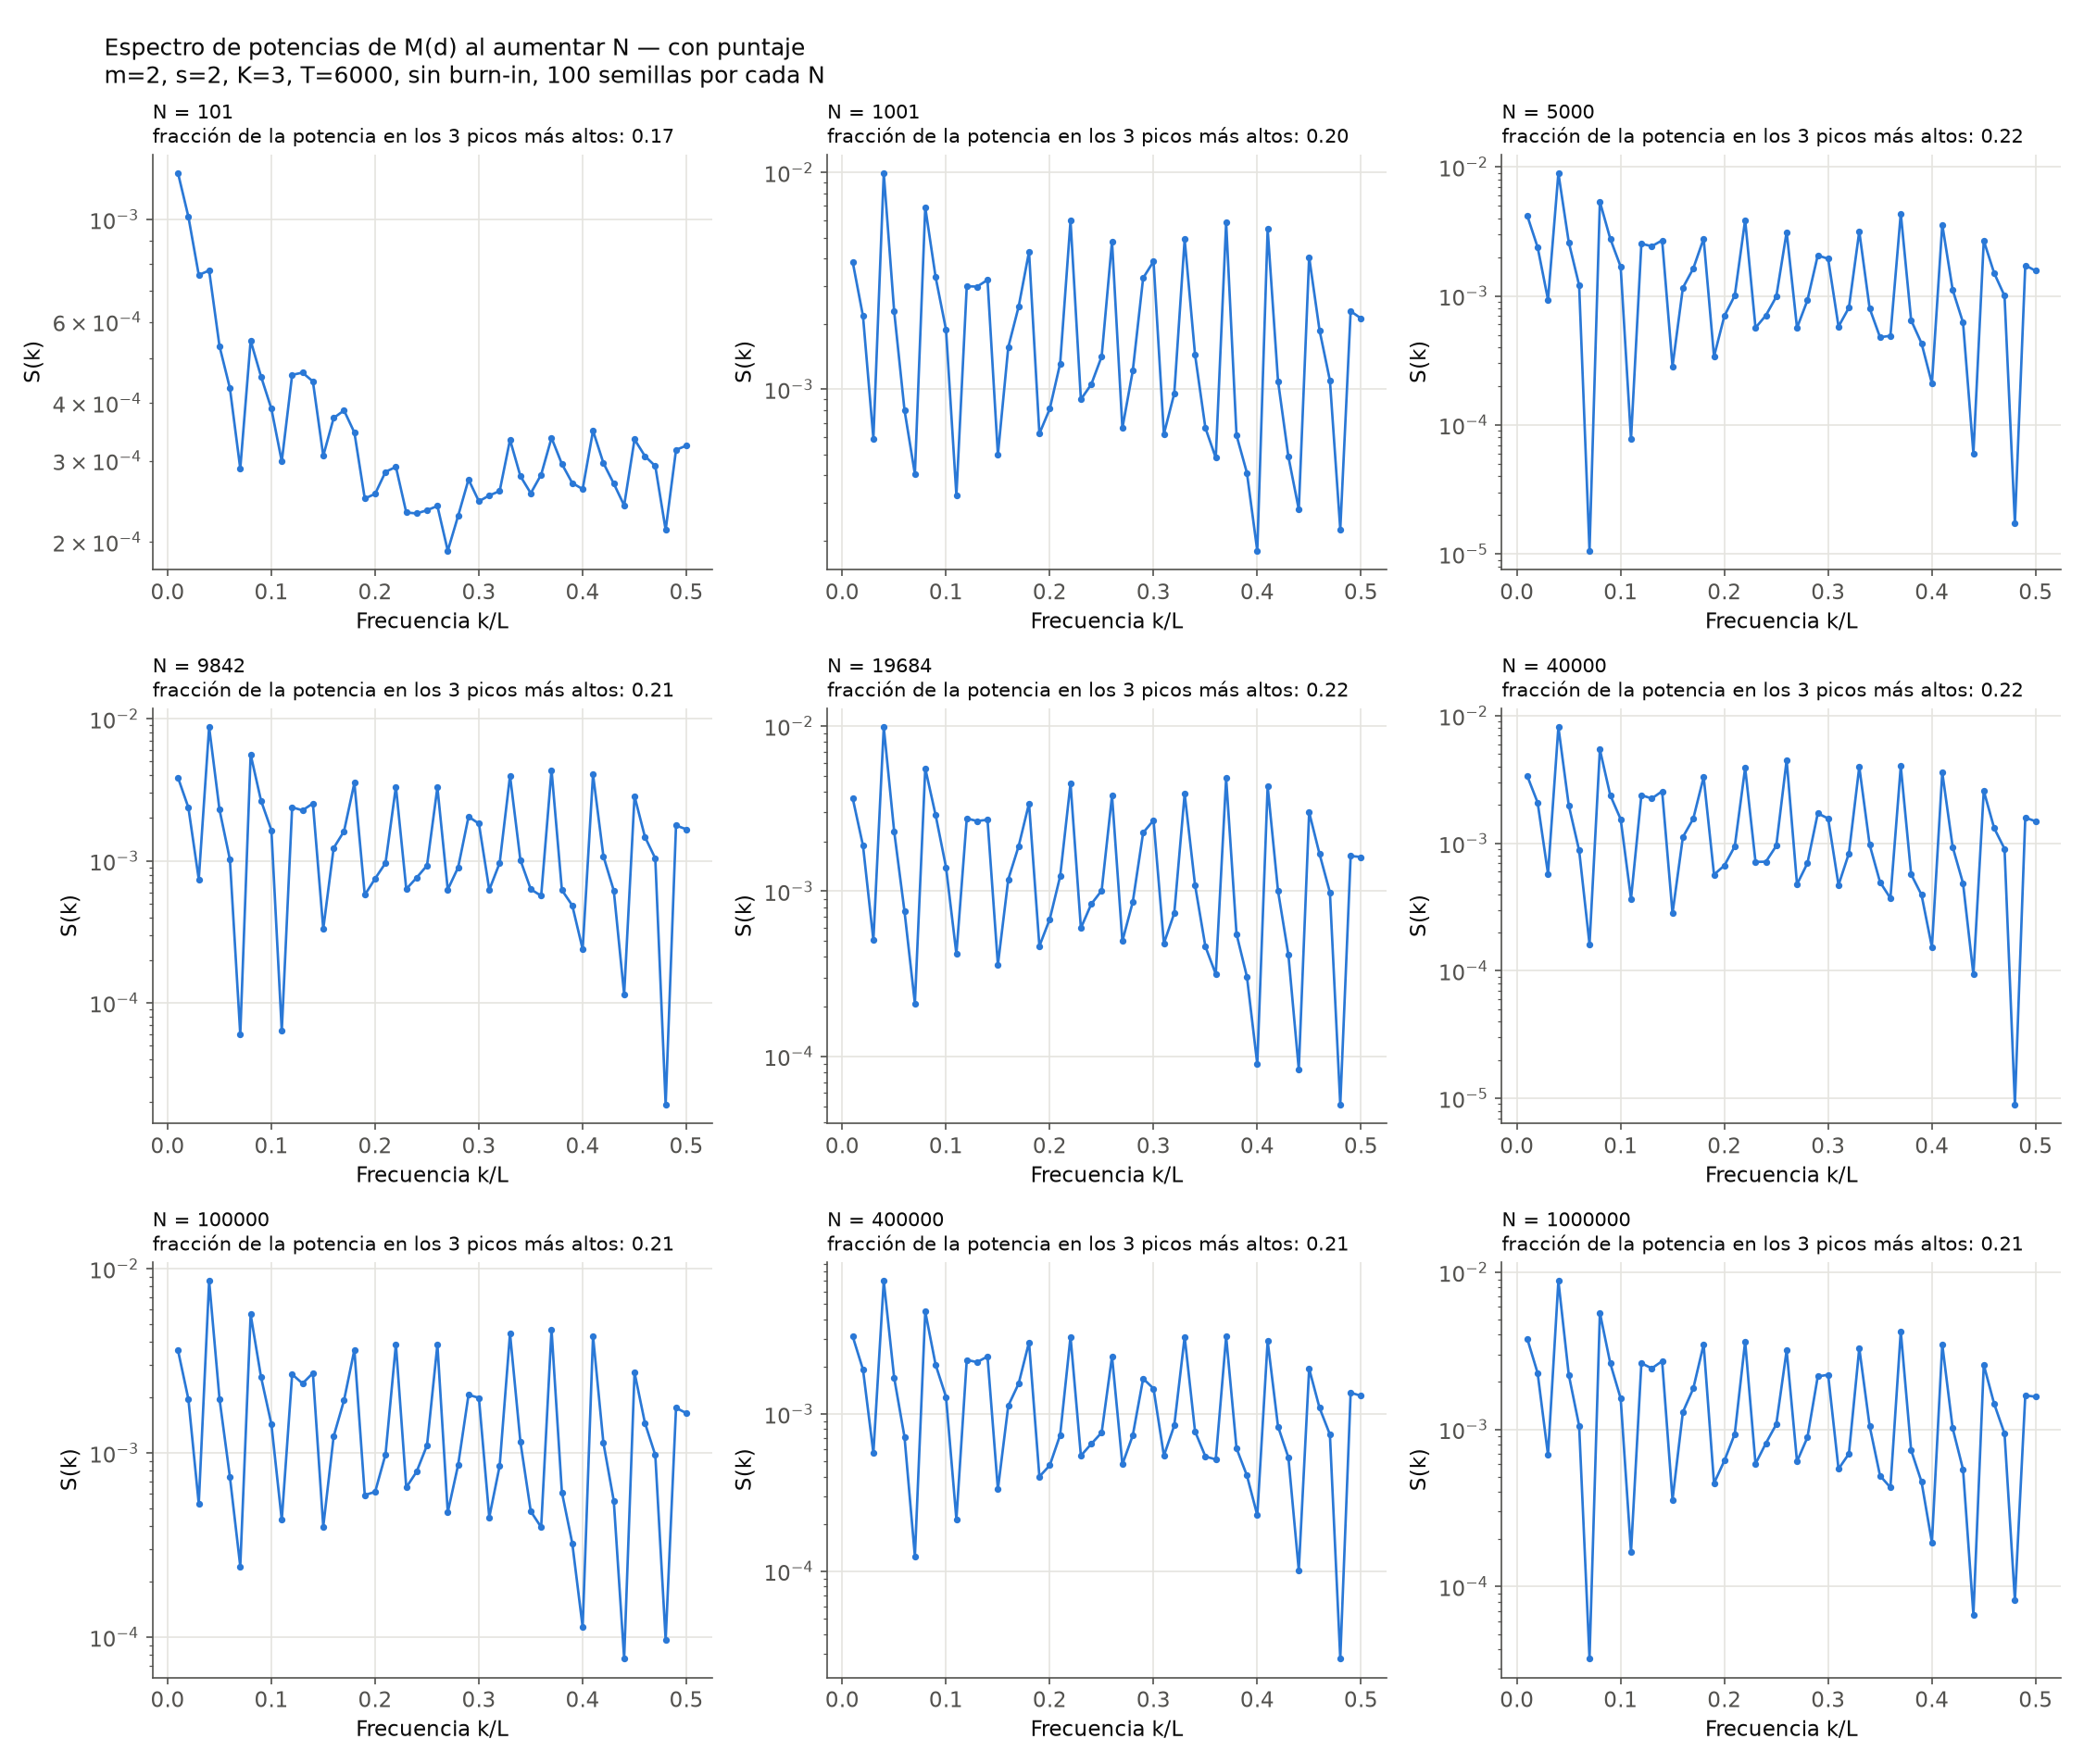 Espectro de potencias de M(d) al aumentar N — con puntaje
m=2, s=2, K=3, T=6000, sin burn-in, 100 semillas por cada N
N = 101
fracción de la potencia en los 3 picos más altos: 0.17
N = 1001
fracción de la potencia en los 3 picos más altos: 0.20
N = 5000
fracción de la potencia en los 3 picos más altos: 0.22
S(k)
10⁻³
6 × 10⁻⁴
4 × 10⁻⁴
3 × 10⁻⁴
2 × 10⁻⁴
0.0 0.1 0.2 0.3 0.4 0.5
Frecuencia k/L
S(k)
10⁻²
10⁻³
0.0 0.1 0.2 0.3 0.4 0.5
Frecuencia k/L
S(k)
10⁻²
10⁻³
10⁻⁴
10⁻⁵
0.0 0.1 0.2 0.3 0.4 0.5
Frecuencia k/L
N = 9842
fracción de la potencia en los 3 picos más altos: 0.21
N = 19684
fracción de la potencia en los 3 picos más altos: 0.22
N = 40000
fracción de la potencia en los 3 picos más altos: 0.22
S(k)
10⁻²
10⁻³
10⁻⁴
0.0 0.1 0.2 0.3 0.4 0.5
Frecuencia k/L
S(k)
10⁻²
10⁻³
10⁻⁴
0.0 0.1 0.2 0.3 0.4 0.5
Frecuencia k/L
S(k)
10⁻²
10⁻³
10⁻⁴
10⁻⁵
0.0 0.1 0.2 0.3 0.4 0.5
Frecuencia k/L
N = 100000
fracción de la potencia en los 3 picos más altos: 0.21
N = 400000
fracción de la potencia en los 3 picos más altos: 0.21
N = 1000000
fracción de la potencia en los 3 picos más altos: 0.21
S(k)
10⁻²
10⁻³
10⁻⁴
0.0 0.1 0.2 0.3 0.4 0.5
Frecuencia k/L
S(k)
10⁻³
10⁻⁴
0.0 0.1 0.2 0.3 0.4 0.5
Frecuencia k/L
S(k)
10⁻²
10⁻³
10⁻⁴
0.0 0.1 0.2 0.3 0.4 0.5
Frecuencia k/L